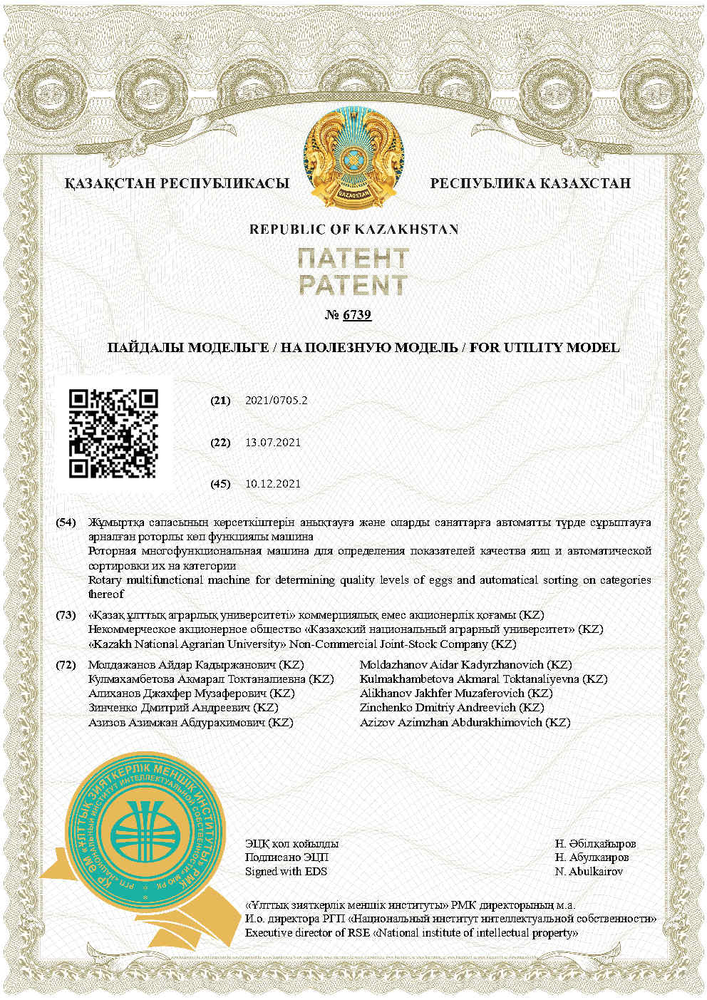 ҚАЗАҚСТАН РЕСПУБЛИКАСЫ
РЕСПУБЛИКА КАЗАХСТАН
QAZAQSTAN
REPUBLIC OF KAZAKHSTAN
ПАТЕНТ
PATENT
№ 6739
ПАЙДАЛЫ МОДЕЛЬГЕ / НА ПОЛЕЗНУЮ МОДЕЛЬ / FOR UTILITY MODEL
(21) 2021/0705.2
(22) 13.07.2021
(45) 10.12.2021
(54) Жұмыртқа сапасының көрсеткіштерін анықтауға және оларды санаттарға автоматты түрде сұрыптауға
арналған роторлы көп функциялы машина
Роторная многофункциональная машина для определения показателей качества яиц и автоматической
сортировки их на категории
Rotary multifunctional machine for determining quality levels of eggs and automatical sorting on categories
thereof
(73) «Қазақ ұлттық аграрлық университеті» коммерциялық емес акционерлік қоғамы (KZ)
Некоммерческое акционерное общество «Казахский национальный аграрный университет» (KZ)
«Kazakh National Agrarian University» Non-Commercial Joint-Stock Company (KZ)
(72) Молдажанов Айдар Кадыржанович (KZ) Moldazhanov Aidar Kadyrzhanovich (KZ)
Кулмахамбетова Акмарал Токтаналиевна (KZ) Kulmakhambetova Akmaral Toktanaliyevna (KZ)
Алиханов Джахфер Музаферович (KZ) Alikhanov Jakhfer Muzaferovich (KZ)
Зинченко Дмитрий Андреевич (KZ) Zinchenko Dmitriy Andreevich (KZ)
Азизов Азимжан Абдурахимович (KZ) Azizov Azimzhan Abdurakhimovich (KZ)
ҚР ӘМ «ҰЛТТЫҚ ЗИЯТКЕРЛІК МЕНШІК ИНСТИТУТЫ» РМК
РГП «НАЦИОНАЛЬНЫЙ ИНСТИТУТ ИНТЕЛЛЕКТУАЛЬНОЙ СОБСТВЕННОСТИ» МЮ РК
ЭЦҚ қол қойылды Н. Әбілқайыров
Подписано ЭЦП Н. Абулкаиров
Signed with EDS N. Abulkairov
«Ұлттық зияткерлік меншік институты» РМК директорының м.а.
И.о. директора РГП «Национальный институт интеллектуальной собственности»
Executive director of RSE «National institute of intellectual property»